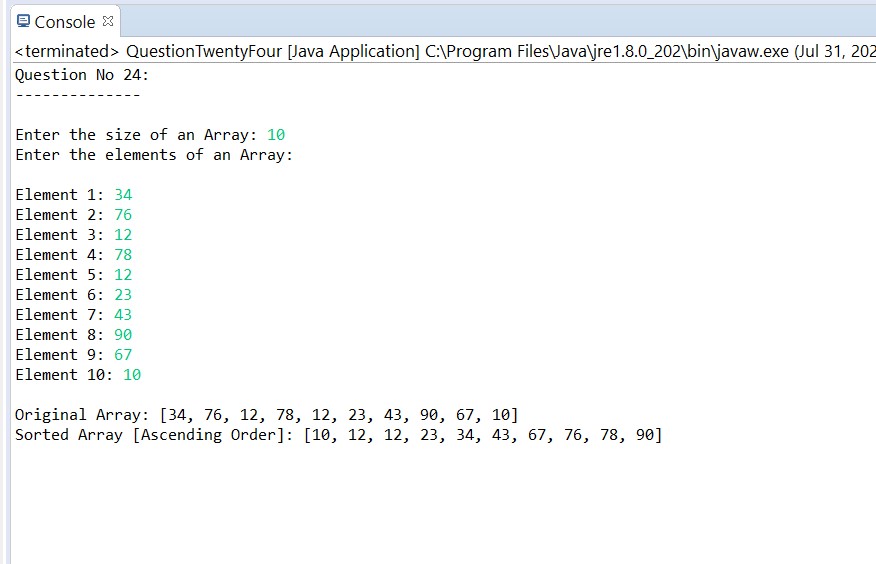 Console
<terminated> QuestionTwentyFour [Java Application] C:\Program Files\Java\jre1.8.0_202\bin\javaw.exe (Jul 31, 202
Question No 24:
--------------
Enter the size of an Array: 10
Enter the elements of an Array:
Element 1: 34
Element 2: 76
Element 3: 12
Element 4: 78
Element 5: 12
Element 6: 23
Element 7: 43
Element 8: 90
Element 9: 67
Element 10: 10
Original Array: [34, 76, 12, 78, 12, 23, 43, 90, 67, 10]
Sorted Array [Ascending Order]: [10, 12, 12, 23, 34, 43, 67, 76, 78, 90]